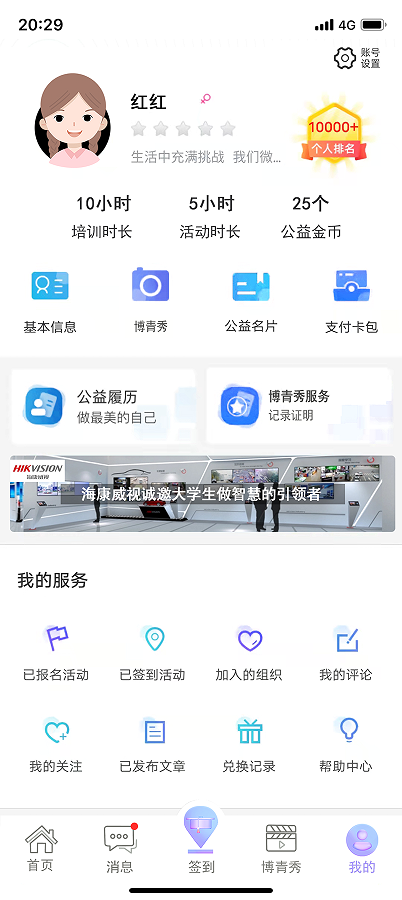 20:29
4G
账号
设置
红红
10000+
个人排名
生活中充满挑战 我们微...
10小时
5小时
25个
培训时长
活动时长
公益金币
基本信息
博青秀
公益名片
支付卡包
公益履历
做最美的自己
博青秀服务
记录证明
HIKVISION
海康威视
海康威视诚邀大学生做智慧的引领者
我的服务
已报名活动
已签到活动
加入的组织
我的评论
我的关注
已发布文章
兑换记录
帮助中心
首页
消息
签到
博青秀
我的